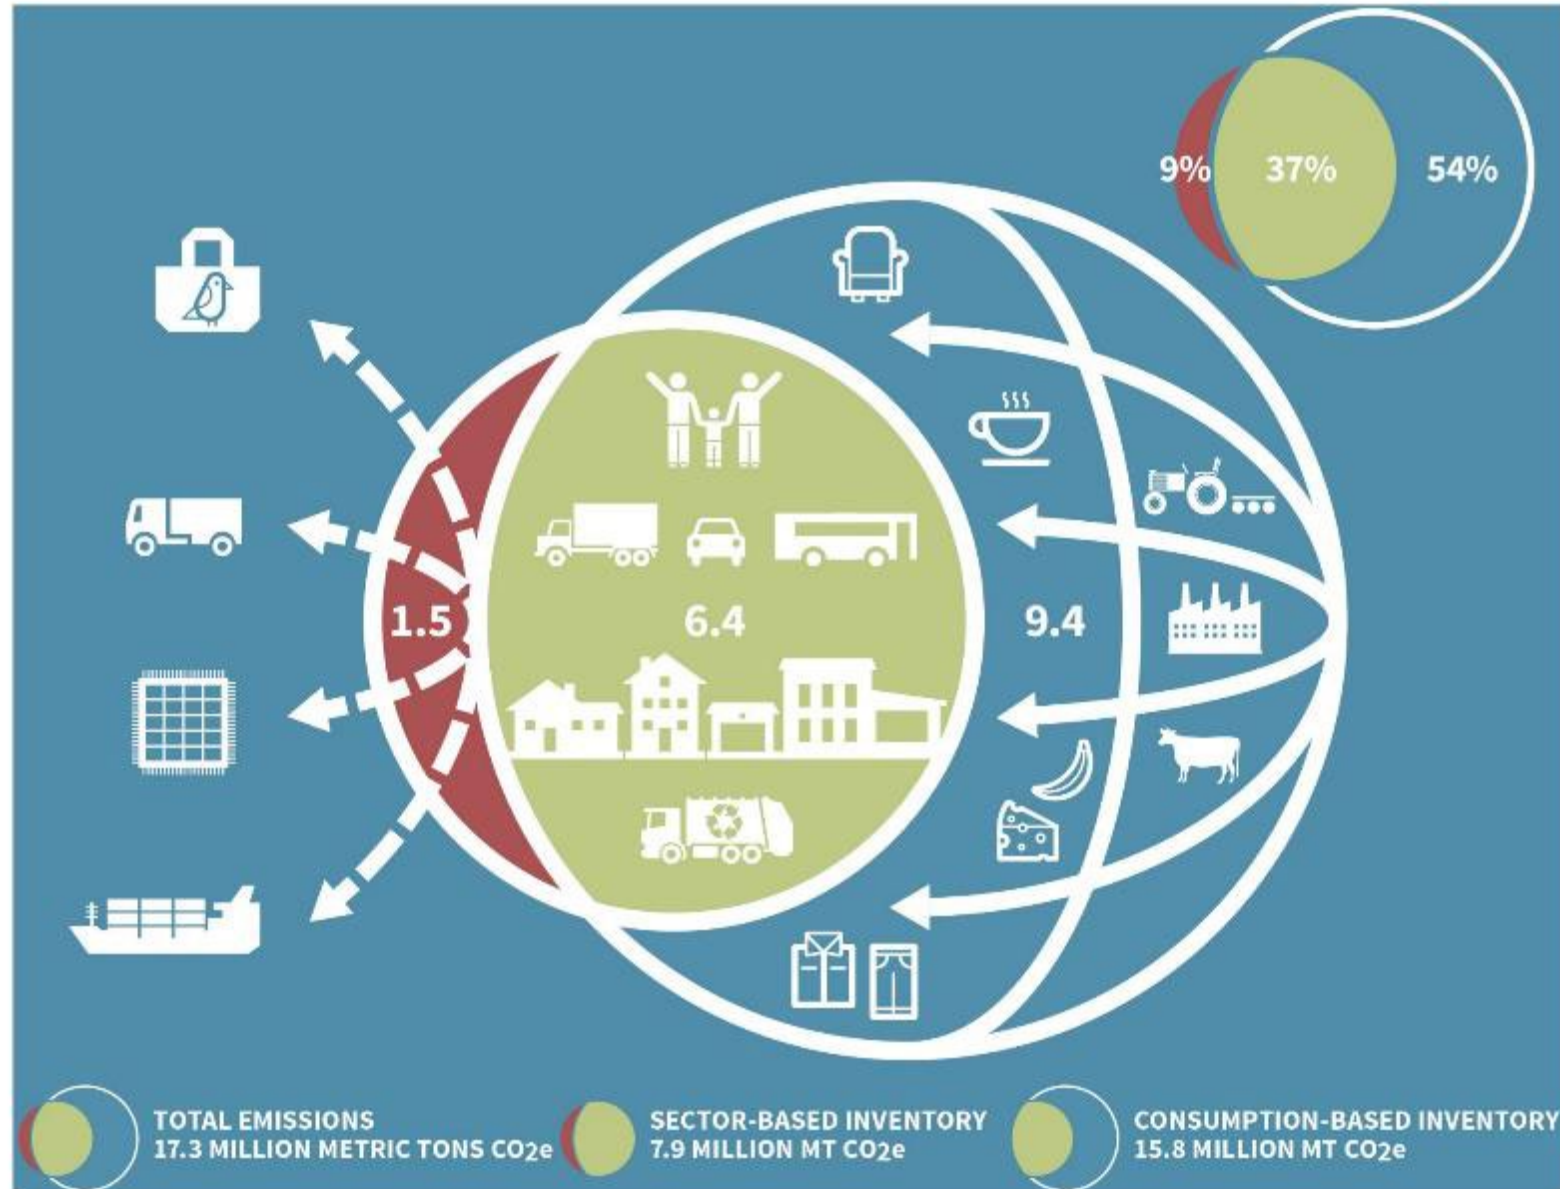 9% 37% 54%
1.5 6.4 9.4
TOTAL EMISSIONS
17.3 MILLION METRIC TONS CO2e
SECTOR-BASED INVENTORY
7.9 MILLION MT CO2e
CONSUMPTION-BASED INVENTORY
15.8 MILLION MT CO2e